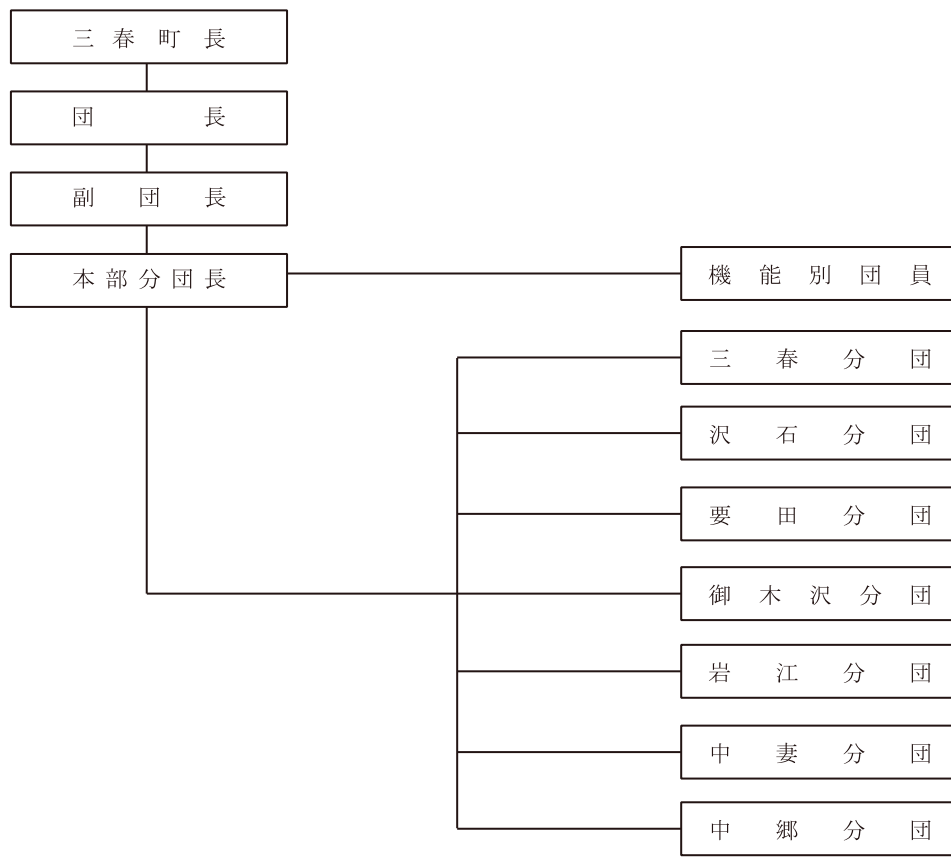 三春町長
団長
副団長
本部分団長
機能別団員
三春分団
沢石分団
要田分団
御木沢分団
岩江分団
中妻分団
中郷分団